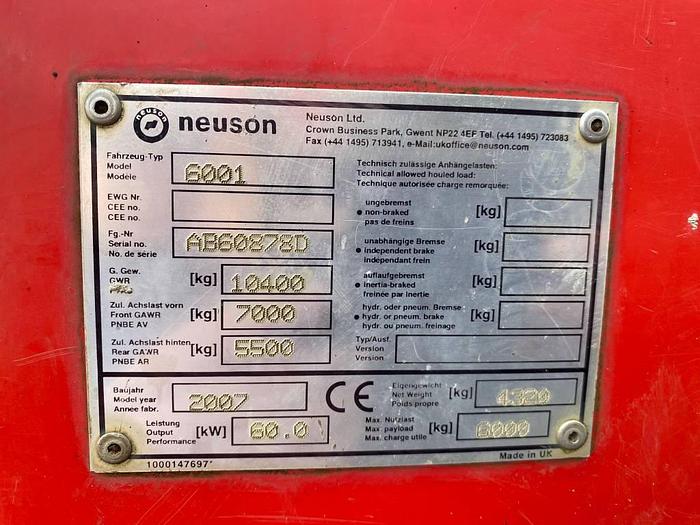 NEUSON
neuson
Neuson Ltd.
Crown Business Park, Gwent NP22 4EF Tel. (+44 1495) 723083
Fax (+44 1495) 713941, e-Mail:ukoffice@neuson.com
Fahrzeug-Typ
Model
Modéle
6001
EWG Nr.
CEE no.
CEE no.
Fg.-Nr
Serial no.
No. de série
AB60878D
G. Gew.
GWR
[kg] 10400
Zul. Achslast vorn
Front GAWR
PNBE AV
[kg] 7000
Zul. Achslast hinten
Rear GAWR
PNBE AR
[kg] 5500
Technisch zulässige Anhängelasten:
Technical allowed houled load:
Technique autorisée charge remorquée:
ungebremst
non-braked
pas de freins
[kg]
unabhängige Bremse
independent brake
indépendant frein
[kg]
auflaufgebremst
inertia-braked
freinée par inertie
[kg]
hydr. oder pneum. Bremse
hydr. or pneum. brake
hydr. ou pneum. freinage
[kg]
Typ/Ausf.
Version
Version
Baujahr
Model year
Année fabr.
2007
CE
Eigengewicht
Net Weight
Poids propre
[kg] 4320
Leistung
Output
Performance
[kW] 60.0
Max. Nutzlast
Max. payload
Max. charge utile
[kg] 6000
1000147697
Made in UK